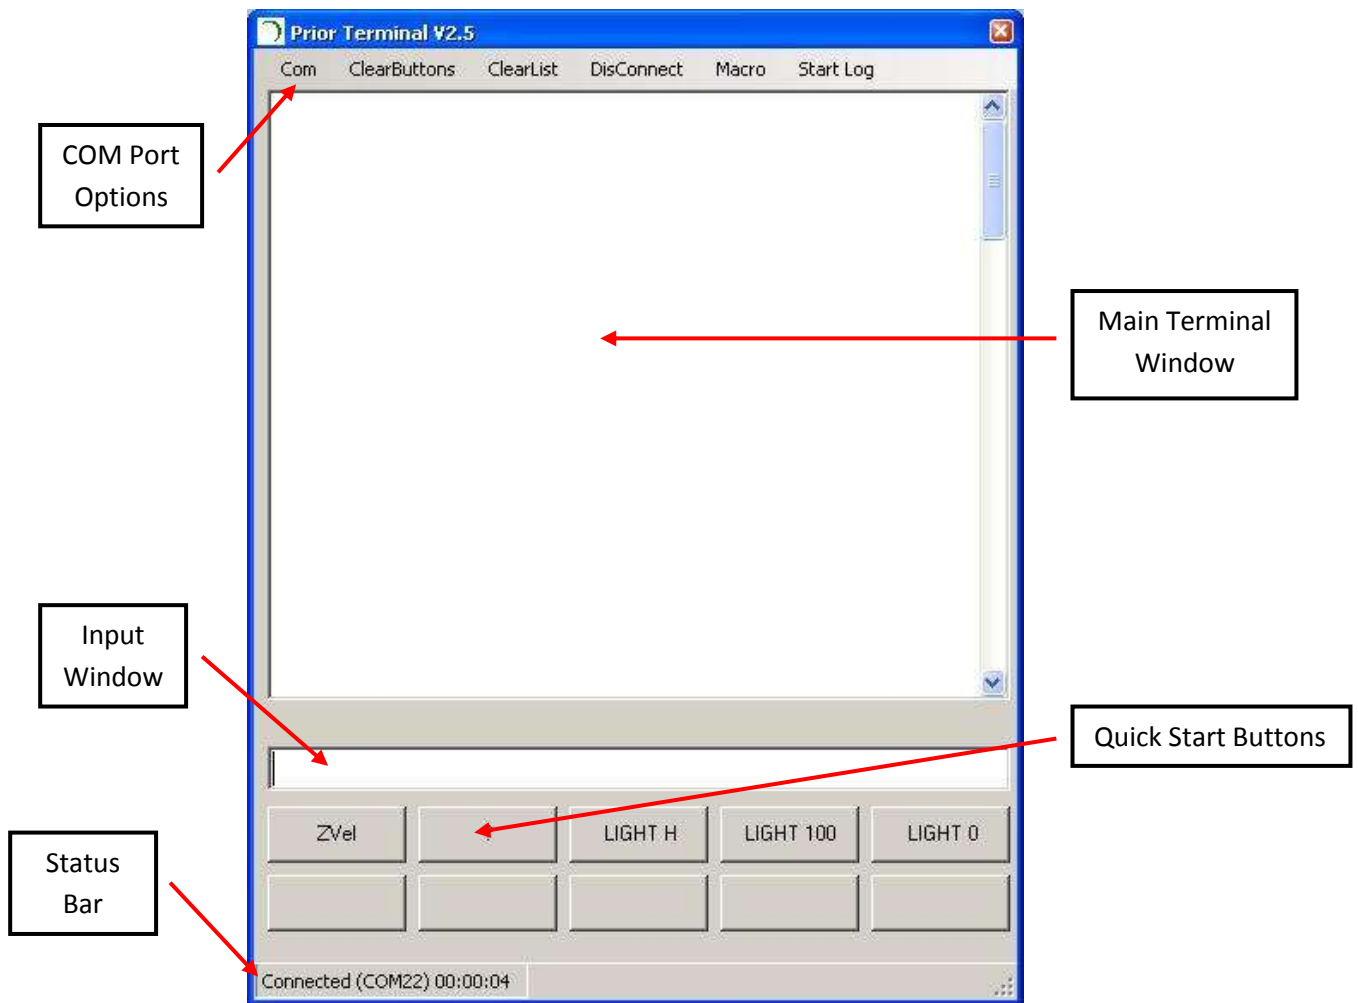 Prior Terminal V2.5
Com ClearButtons ClearList DisConnect Macro Start Log
COM Port
Options
Main Terminal
Window
Input
Window
Quick Start Buttons
ZVel LIGHT H LIGHT 100 LIGHT 0
Status
Bar
Connected (COM22) 00:00:04